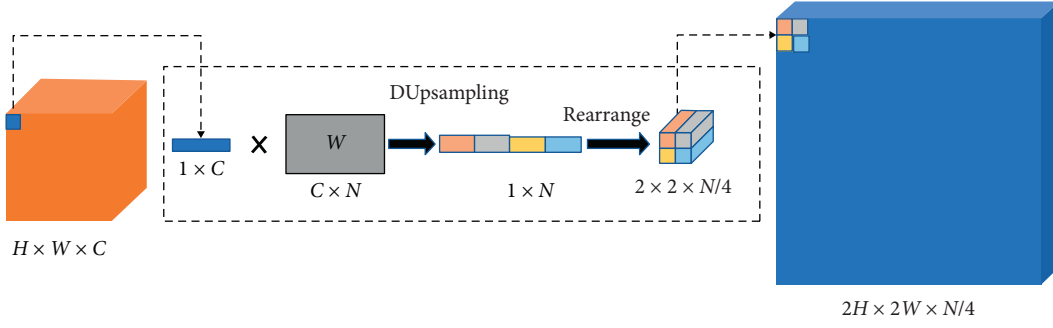 DUpsampling
Rearrange
W
1 × C
×
C × N
1 × N
2 × 2 × N/4
H × W × C
2H × 2W × N/4